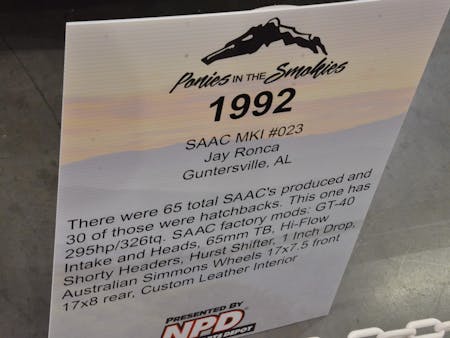 Ponies IN THE Smokies
1992
SAAC MKI #023
Jay Ronca
Guntersville, AL
There were 65 total SAAC's produced and
30 of those were hatchbacks. This one has
295hp/326tq. SAAC factory mods: GT-40
Intake and Heads, 65mm TB, Hi-Flow
Shorty Headers, Hurst Shifter, 1 Inch Drop,
Australian Simmons Wheels 17x7.5 front
17x8 rear, Custom Leather Interior
PRESENTED BY
NPD
DEPOT